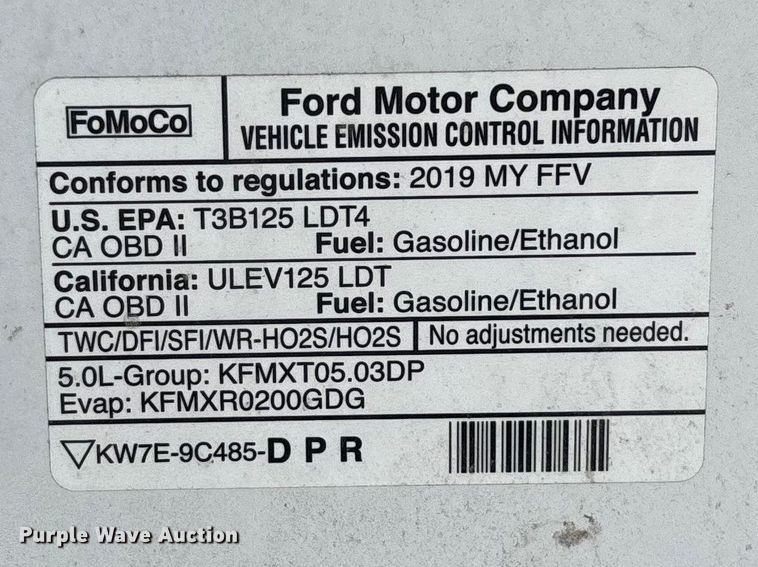 FoMoCo
Ford Motor Company
VEHICLE EMISSION CONTROL INFORMATION
Conforms to regulations: 2019 MY FFV
U.S. EPA: T3B125 LDT4
CA OBD II Fuel: Gasoline/Ethanol
California: ULEV125 LDT
CA OBD II Fuel: Gasoline/Ethanol
TWC/DFI/SFI/WR-HO2S/HO2S No adjustments needed.
5.0L-Group: KFMXT05.03DP
Evap: KFMXR0200GDG
KW7E-9C485-D P R
Purple Wave Auction